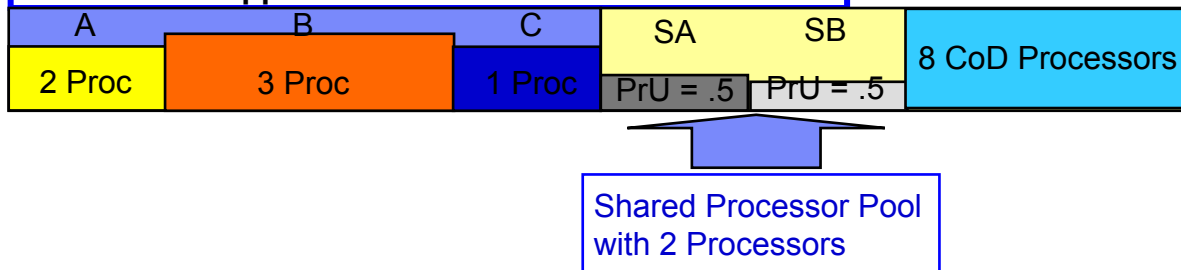 A B C SA SB
8 CoD Processors
2 Proc 3 Proc 1 Proc PrU = .5 PrU = .5
Shared Processor Pool
with 2 Processors